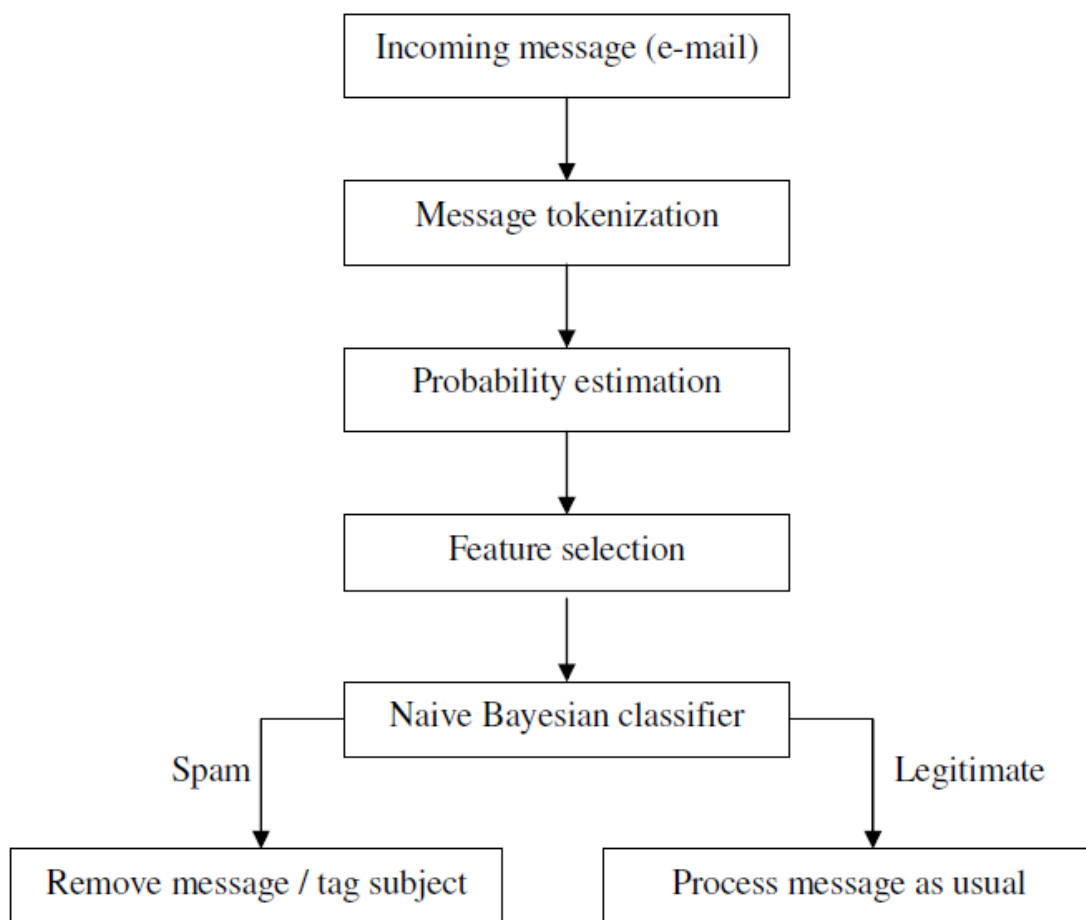 Incoming message (e-mail)
Message tokenization
Probability estimation
Feature selection
Naive Bayesian classifier
Spam
Legitimate
Remove message / tag subject
Process message as usual